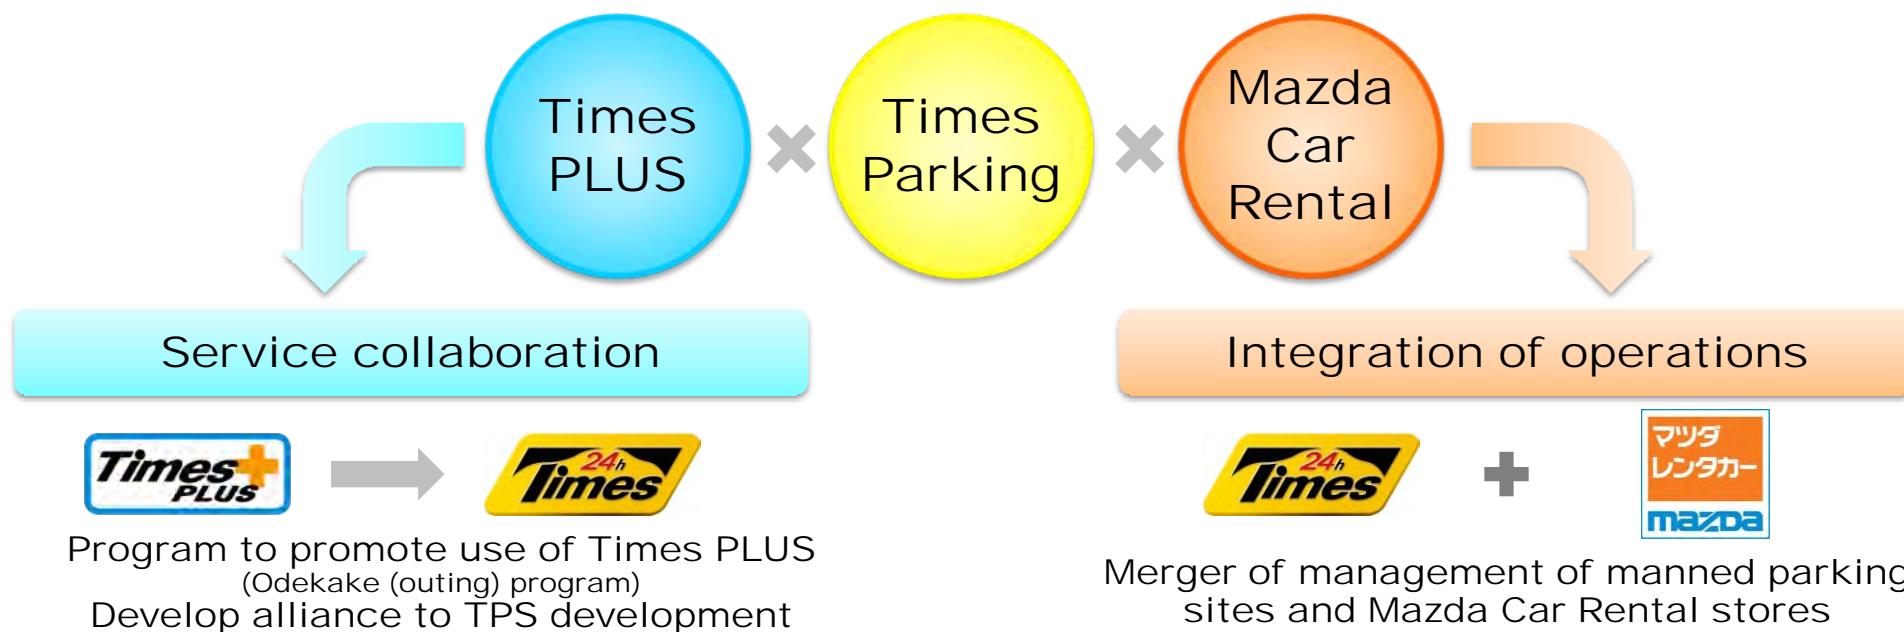 Times
PLUS
Times
Parking
Mazda
Car
Rental
Service collaboration
Integration of operations
Times
PLUS
24h
Times
24h
Times
マツダ
レンタカー
mazda
Program to promote use of Times PLUS
(Odekake (outing) program)
Develop alliance to TPS development
Merger of management of manned parking
sites and Mazda Car Rental stores